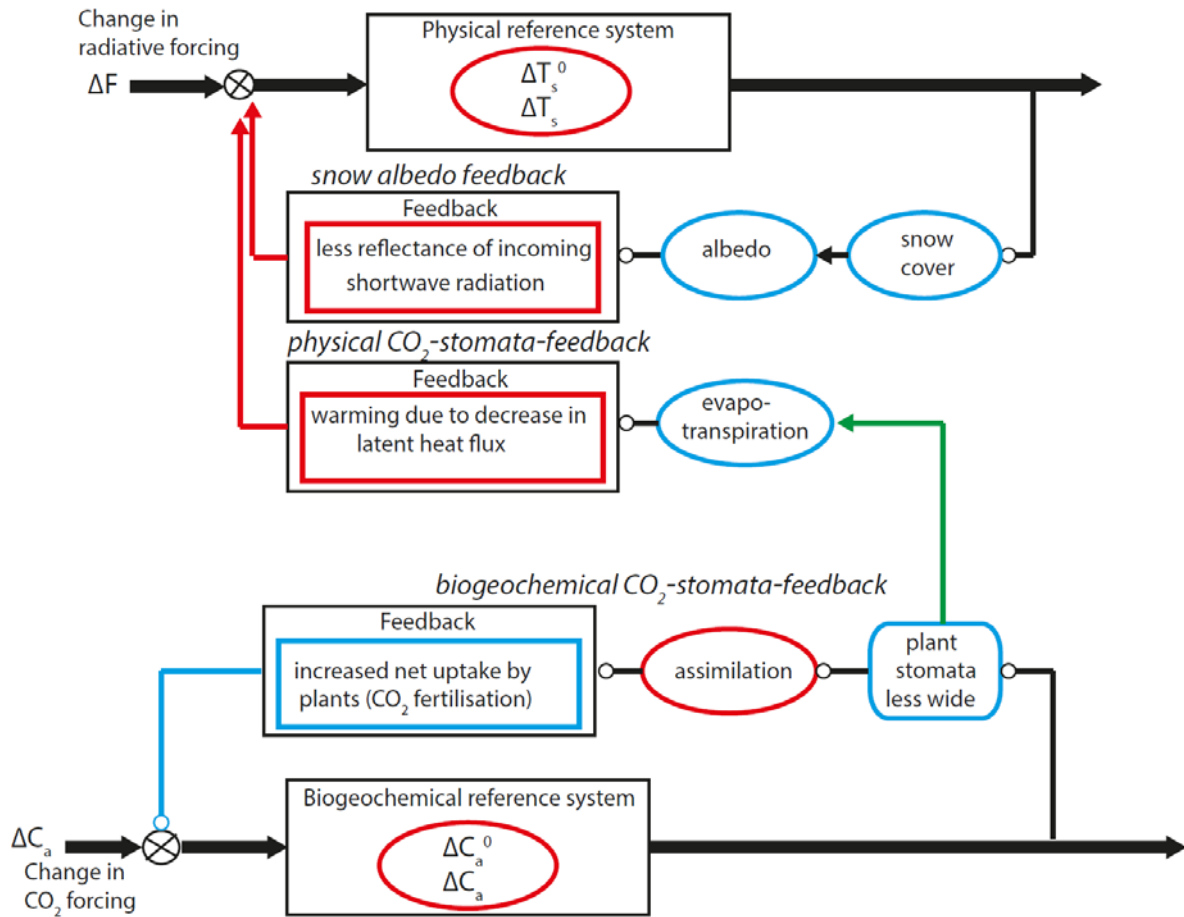 Change in
radiative forcing
ΔF
Physical reference system
ΔTₛ⁰
ΔTₛ
snow albedo feedback
Feedback
less reflectance of incoming
shortwave radiation
albedo
snow
cover
physical CO₂-stomata-feedback
Feedback
warming due to decrease in
latent heat flux
evapo-
transpiration
biogeochemical CO₂-stomata-feedback
Feedback
increased net uptake by
plants (CO₂ fertilisation)
assimilation
plant
stomata
less wide
Biogeochemical reference system
ΔCₐ⁰
ΔCₐ
ΔCₐ
Change in
CO₂ forcing